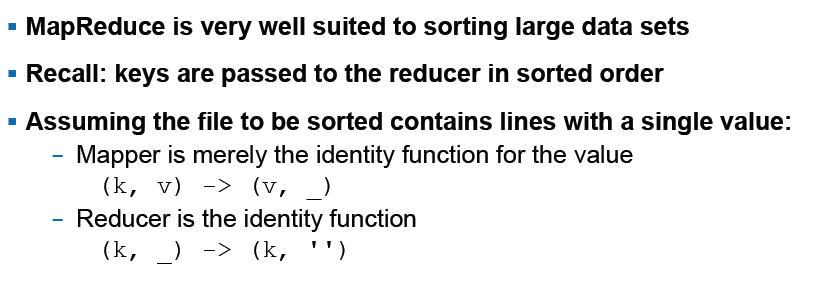 ▪ MapReduce is very well suited to sorting large data sets
▪ Recall: keys are passed to the reducer in sorted order
▪ Assuming the file to be sorted contains lines with a single value:
– Mapper is merely the identity function for the value
(k, v) -> (v, _)
– Reducer is the identity function
(k, _) -> (k, '')